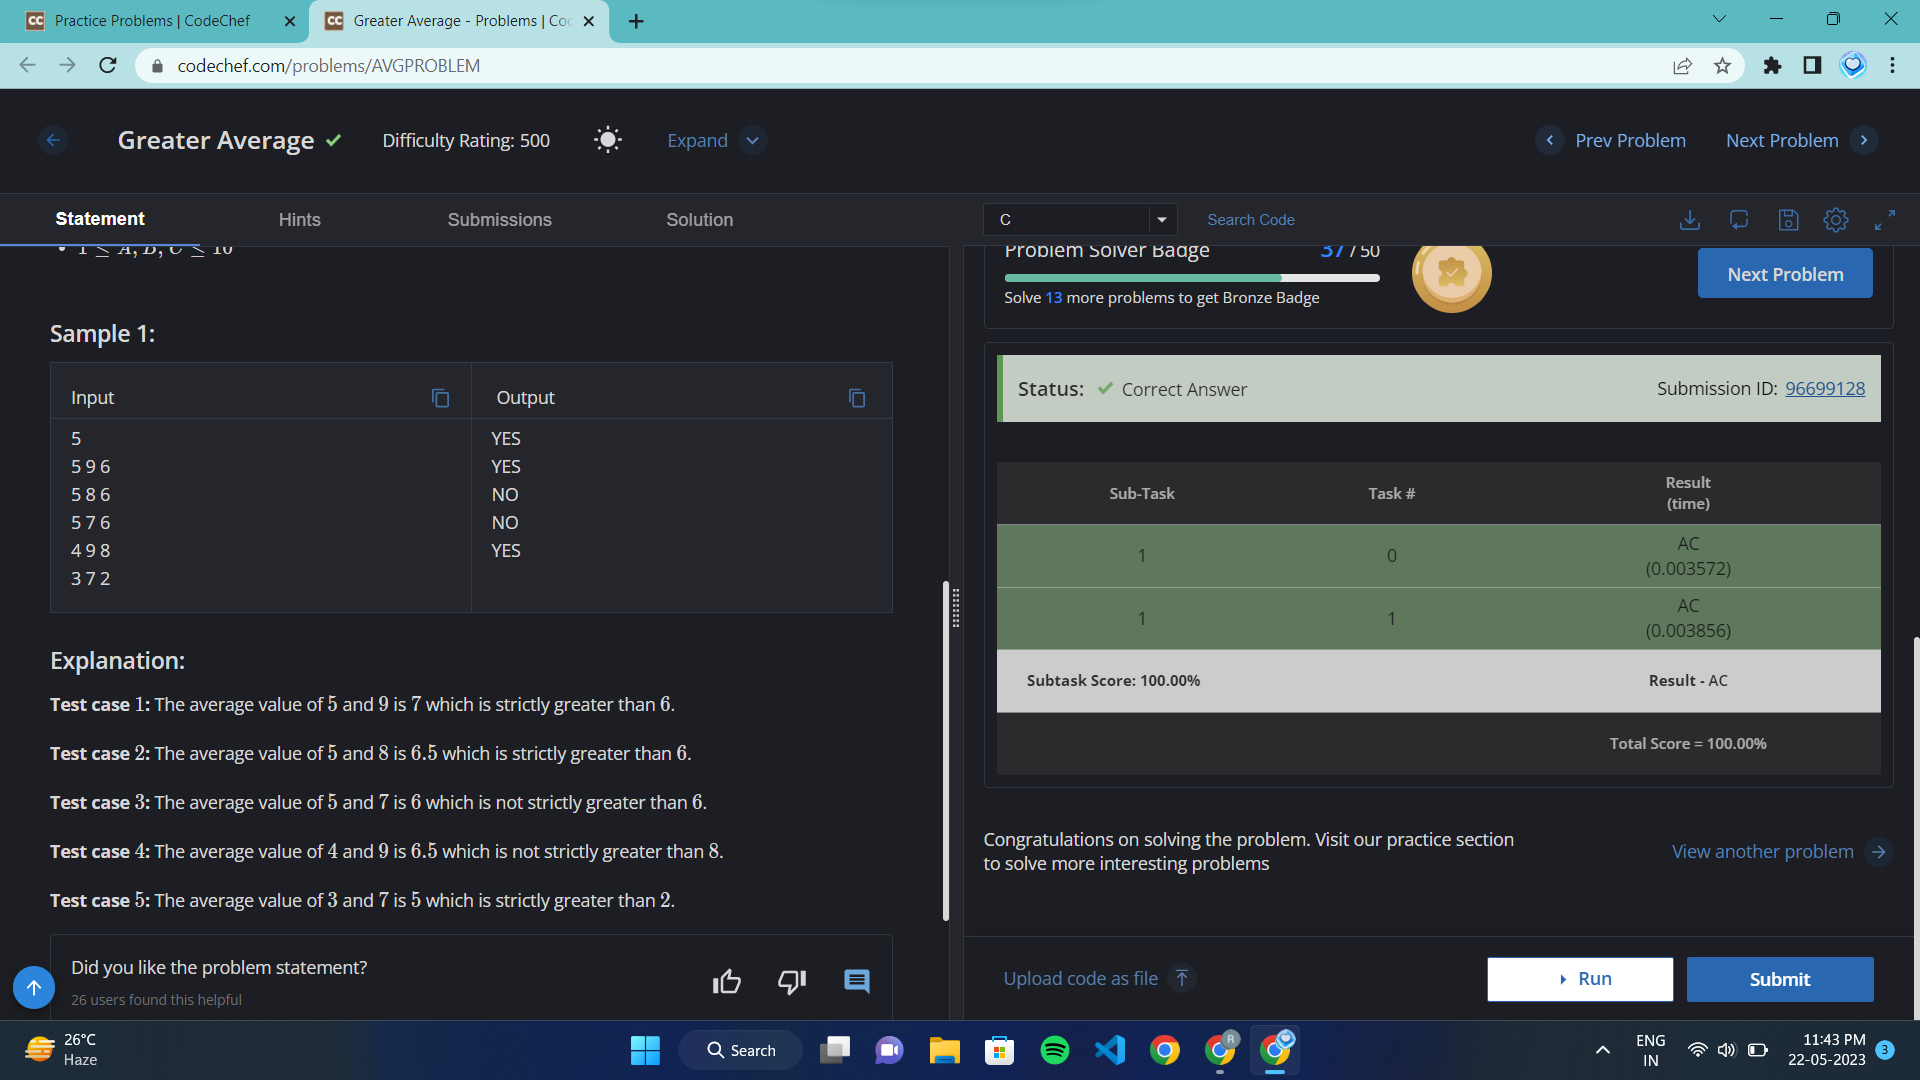 Practice Problems | CodeChef
Greater Average - Problems | Coc
codechef.com/problems/AVGPROBLEM
Greater Average
Difficulty Rating: 500
Expand
Prev Problem
Next Problem
Statement
Hints
Submissions
Solution
C
Search Code
1 ≤ A, B, C ≤ 10
Sample 1:
Input
Output
5
5 9 6
5 8 6
5 7 6
4 9 8
3 7 2
YES
YES
NO
NO
YES
Explanation:
Test case 1: The average value of 5 and 9 is 7 which is strictly greater than 6.
Test case 2: The average value of 5 and 8 is 6.5 which is strictly greater than 6.
Test case 3: The average value of 5 and 7 is 6 which is not strictly greater than 6.
Test case 4: The average value of 4 and 9 is 6.5 which is not strictly greater than 8.
Test case 5: The average value of 3 and 7 is 5 which is strictly greater than 2.
Did you like the problem statement?
26 users found this helpful
Problem Solver Badge
37 / 50
Solve 13 more problems to get Bronze Badge
Next Problem
Status: Correct Answer
Submission ID: 96699128
Sub-Task
Task #
Result
(time)
1
0
AC
(0.003572)
1
1
AC
(0.003856)
Subtask Score: 100.00%
Result - AC
Total Score = 100.00%
Congratulations on solving the problem. Visit our practice section
to solve more interesting problems
View another problem
Upload code as file
Run
Submit
26°C
Haze
Search
R
ENG
IN
11:43 PM
22-05-2023
3